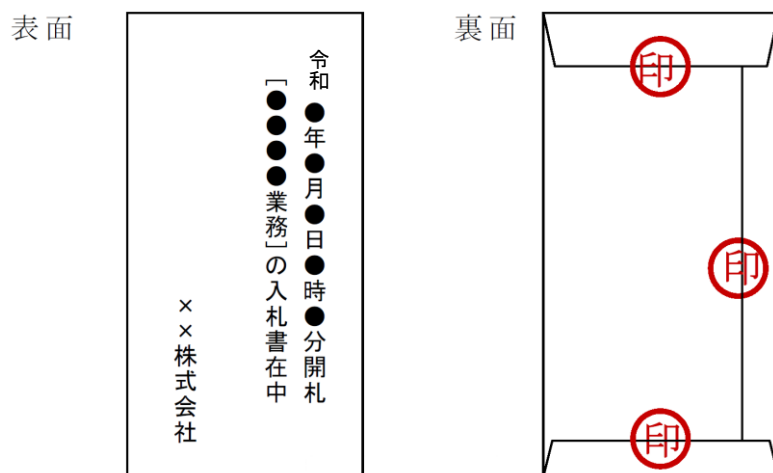 表面
令和 ●年●月●日●時●分開札
[●●●●業務]の入札書在中
××株式会社
裏面
印
印
印